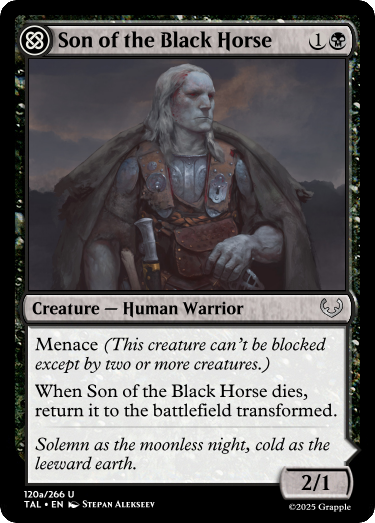 Son of the Black Horse 1
Creature — Human Warrior
Menace (This creature can't be blocked
except by two or more creatures.)
When Son of the Black Horse dies,
return it to the battlefield transformed.
Solemn as the moonless night, cold as the
leeward earth.
2/1
120a/266 U
TAL • EN Stepan Alekseev
©2025 Grapple